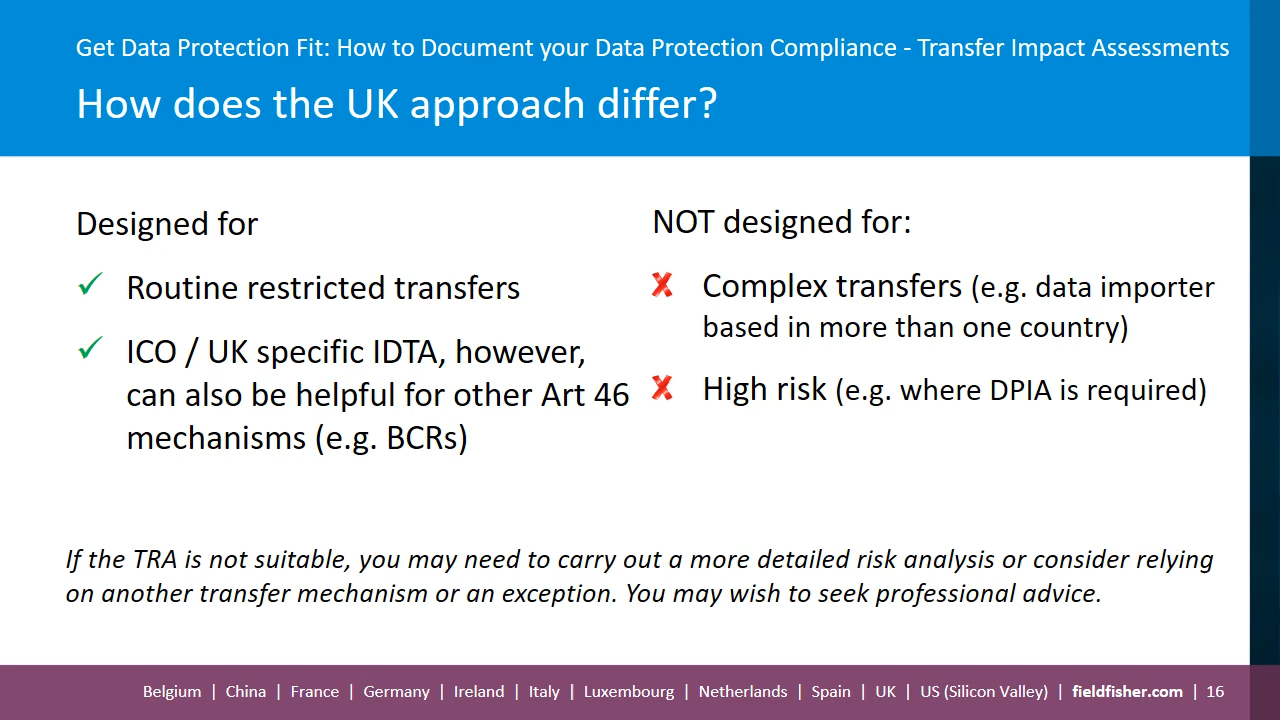 Get Data Protection Fit: How to Document your Data Protection Compliance - Transfer Impact Assessments
How does the UK approach differ?
Designed for
Routine restricted transfers
ICO / UK specific IDTA, however,
can also be helpful for other Art 46
mechanisms (e.g. BCRs)
NOT designed for:
Complex transfers (e.g. data importer
based in more than one country)
High risk (e.g. where DPIA is required)
If the TRA is not suitable, you may need to carry out a more detailed risk analysis or consider relying
on another transfer mechanism or an exception. You may wish to seek professional advice.
Belgium | China | France | Germany | Ireland | Italy | Luxembourg | Netherlands | Spain | UK | US (Silicon Valley) | fieldfisher.com | 16